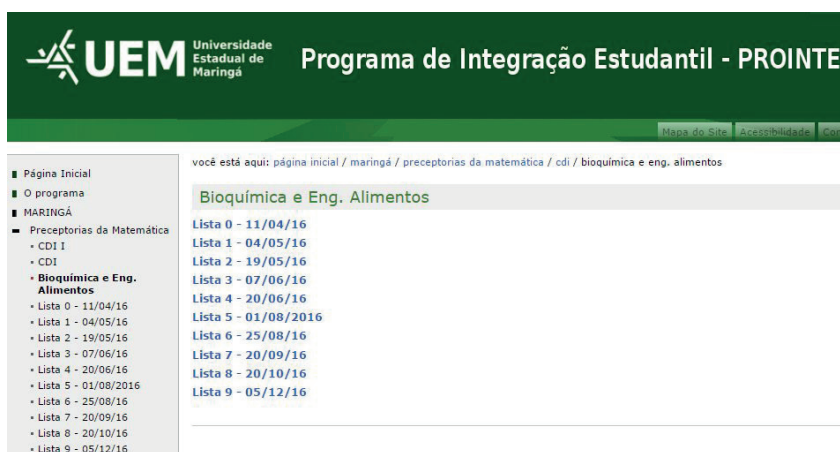 UEM
Universidade
Estadual de
Maringá
Programa de Integração Estudantil - PROINTE
Mapa do Site Acessibilidade
você está aqui: página inicial / maringá / preceptorias da matemática / cdi / bioquímica e eng. alimentos
Página Inicial
O programa
MARINGÁ
Preceptorias da Matemática
CDI I
CDI
Bioquímica e Eng.
Alimentos
Lista 0 - 11/04/16
Lista 1 - 04/05/16
Lista 2 - 19/05/16
Lista 3 - 07/06/16
Lista 4 - 20/06/16
Lista 5 - 01/08/2016
Lista 6 - 25/08/16
Lista 7 - 20/09/16
Lista 8 - 20/10/16
Lista 9 - 05/12/16
Bioquímica e Eng. Alimentos
Lista 0 - 11/04/16
Lista 1 - 04/05/16
Lista 2 - 19/05/16
Lista 3 - 07/06/16
Lista 4 - 20/06/16
Lista 5 - 01/08/2016
Lista 6 - 25/08/16
Lista 7 - 20/09/16
Lista 8 - 20/10/16
Lista 9 - 05/12/16